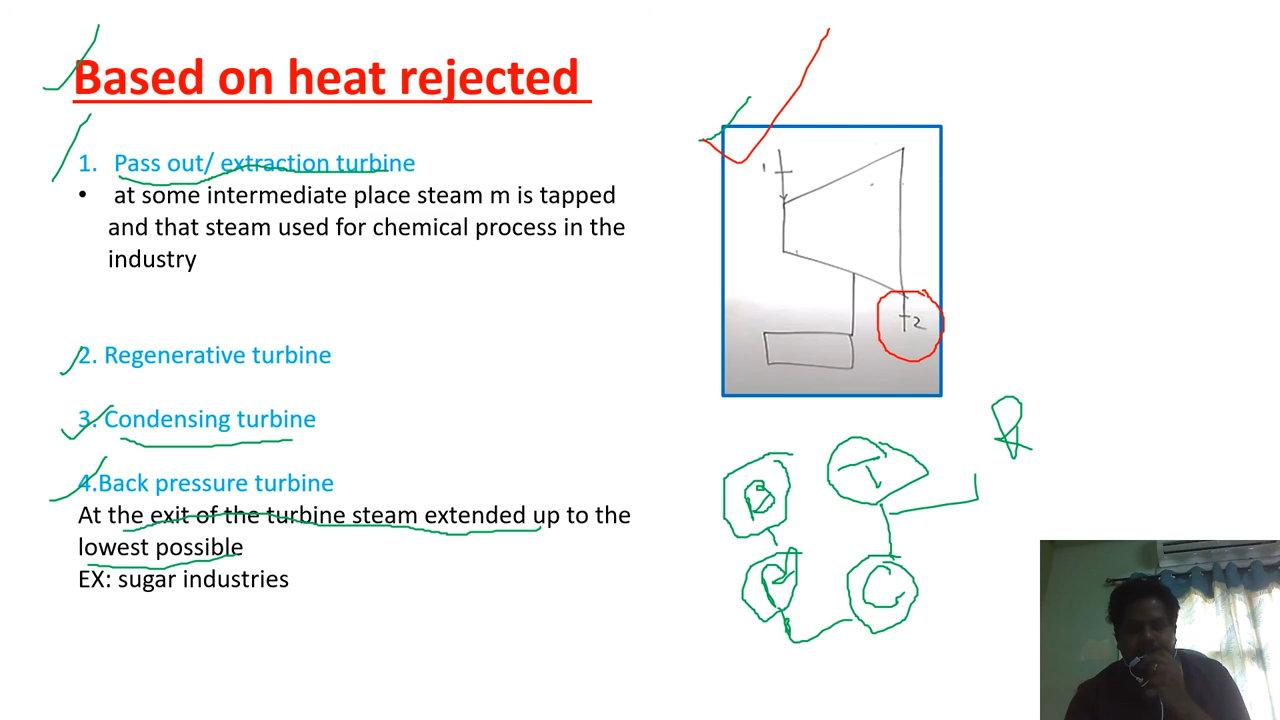 Based on heat rejected
1. Pass out/ extraction turbine
• at some intermediate place steam m is tapped
and that steam used for chemical process in the
industry
2. Regenerative turbine
3. Condensing turbine
4.Back pressure turbine
At the exit of the turbine steam extended up to the
lowest possible
EX: sugar industries
1
2
B
T
P
C